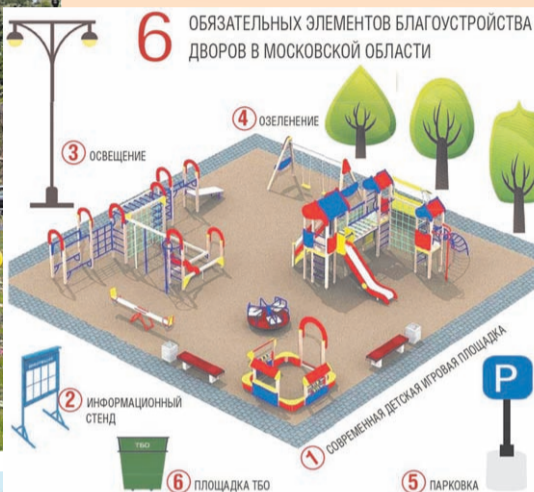 6 ОБЯЗАТЕЛЬНЫХ ЭЛЕМЕНТОВ БЛАГОУСТРОЙСТВА
ДВОРОВ В МОСКОВСКОЙ ОБЛАСТИ
4 ОЗЕЛЕНЕНИЕ
3 ОСВЕЩЕНИЕ
1 СОВРЕМЕННАЯ ДЕТСКАЯ ИГРОВАЯ ПЛОЩАДКА
2 ИНФОРМАЦИОННЫЙ
СТЕНД
P
ТБО
6 ПЛОЩАДКА ТБО
5 ПАРКОВКА